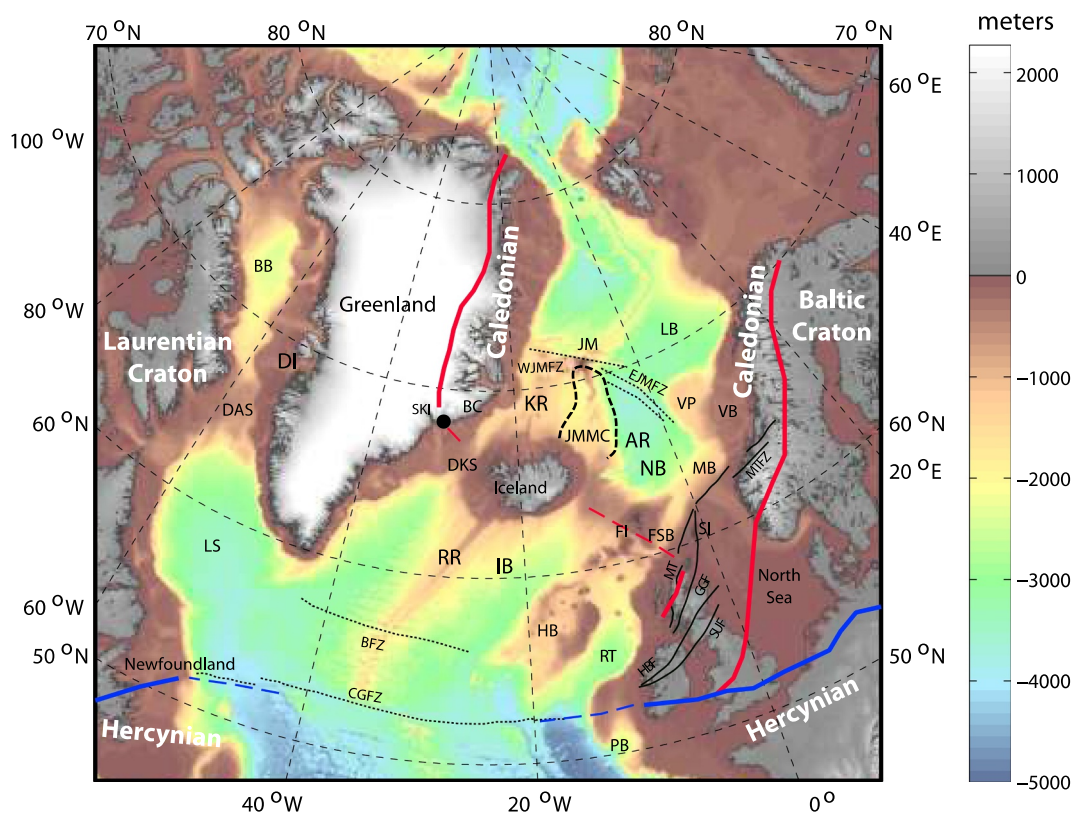 meters
70 °N
80 °N
80 °N
70 °N
60 °E
100 °W
40 °E
80 °W
60 °N
60 °N
20 °E
60 °W
50 °N
50 °N
40 °W
20 °W
0°
2000
1000
0
−1000
−2000
−3000
−4000
−5000
BB
Greenland
Caledonian
Caledonian
Baltic
Craton
Laurentian
Craton
DI
DAS
LB
JM
WJMFZ
EJMFZ
SKI
BC
KR
VP
VB
JMMC
AR
NB
MB
MTFZ
DKS
Iceland
LS
RR
IB
FI
FSB
SI
MT
GGF
North
Sea
HB
RT
SUF
HBF
BFZ
Newfoundland
CGFZ
Hercynian
Hercynian
PB